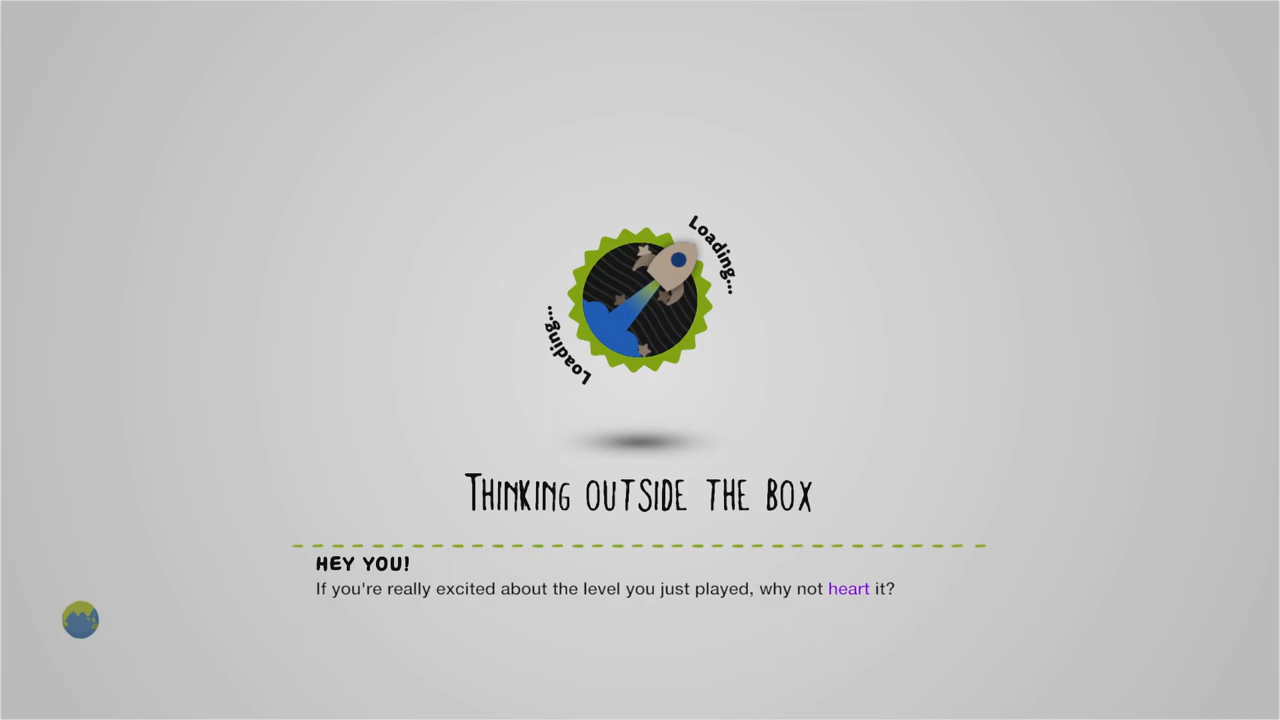 Loading...
Loading...
THINKING OUTSIDE THE BOX
HEY YOU!
If you're really excited about the level you just played, why not heart it?